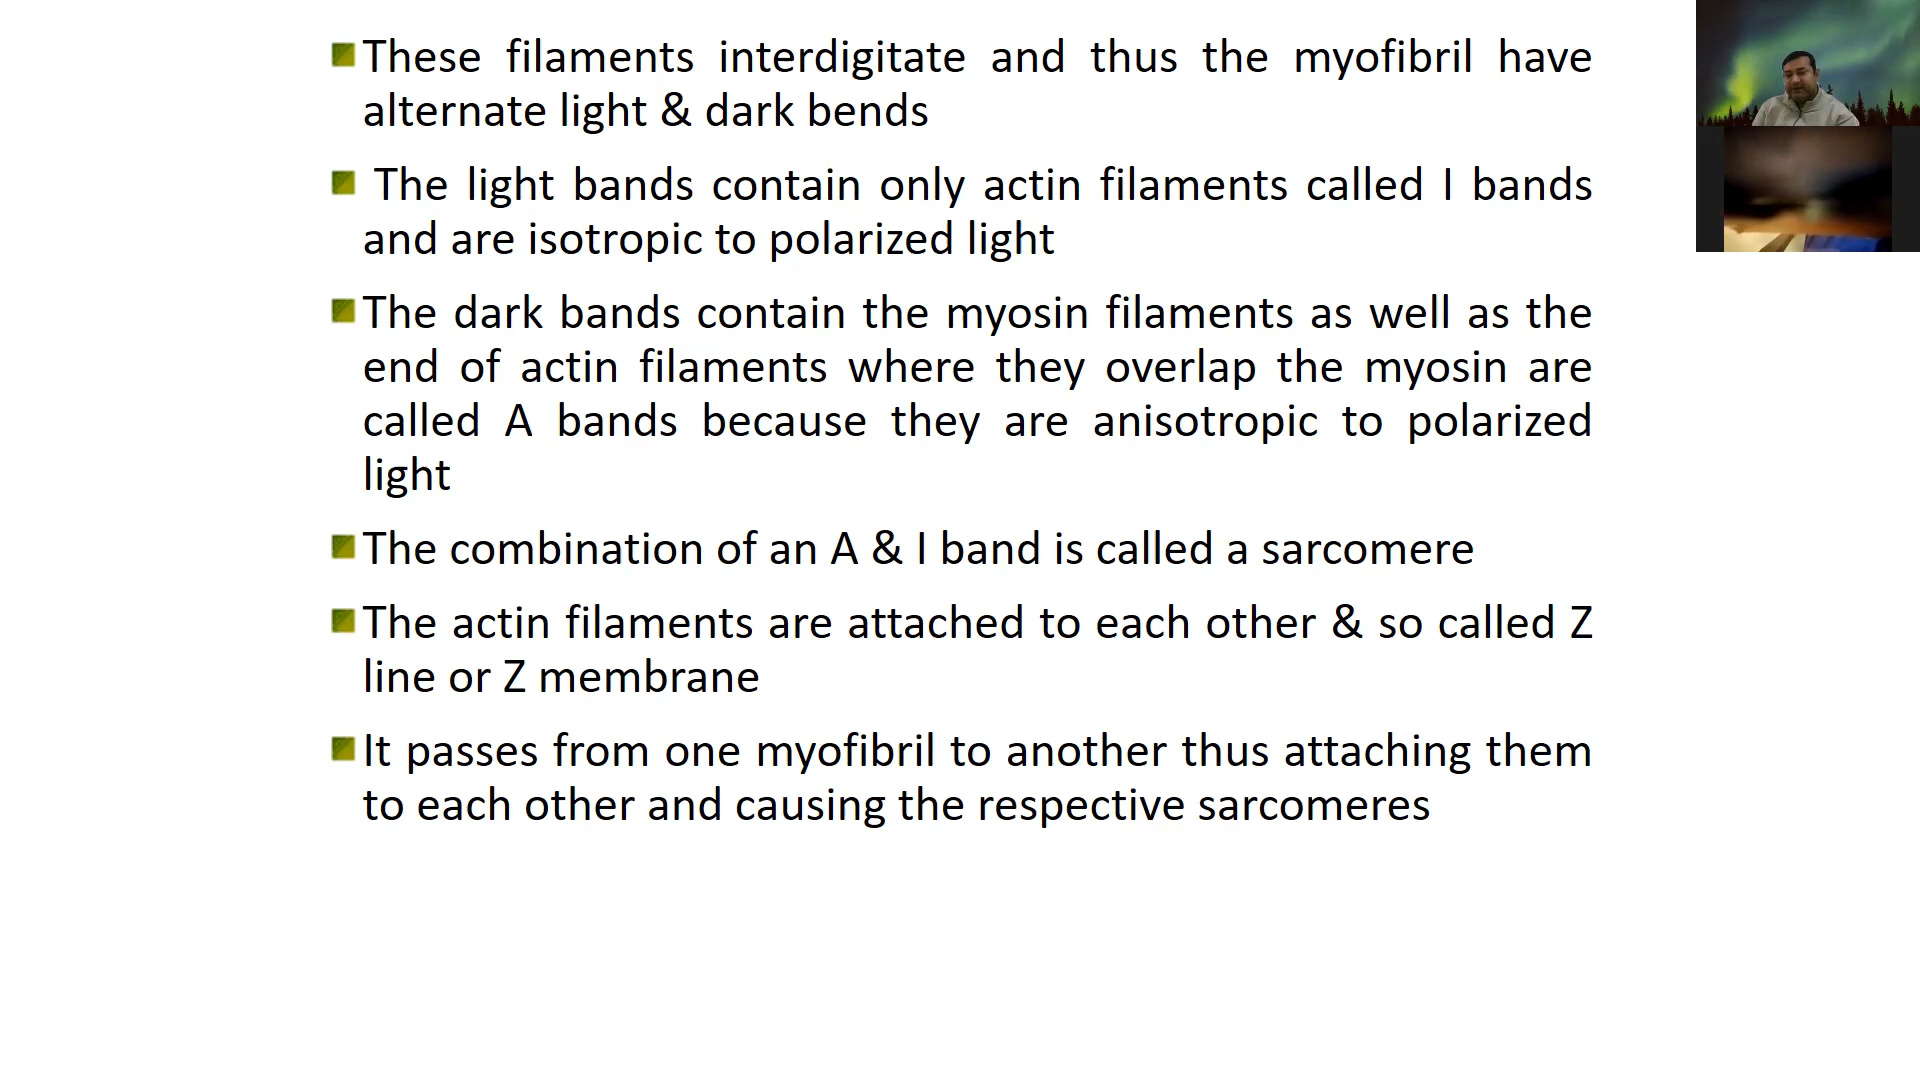 These filaments interdigitate and thus the myofibril have
alternate light & dark bends
The light bands contain only actin filaments called I bands
and are isotropic to polarized light
The dark bands contain the myosin filaments as well as the
end of actin filaments where they overlap the myosin are
called A bands because they are anisotropic to polarized
light
The combination of an A & I band is called a sarcomere
The actin filaments are attached to each other & so called Z
line or Z membrane
It passes from one myofibril to another thus attaching them
to each other and causing the respective sarcomeres